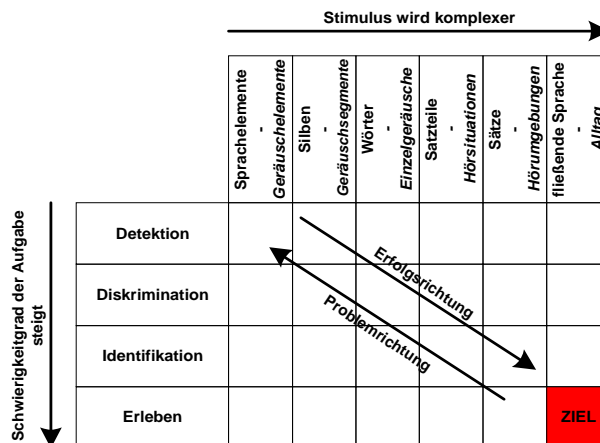 Stimulus wird komplexer
Sprachelemente
-
Geräuschelemente
Silben
-
Geräuschsegmente
Wörter
-
Einzelgeräusche
Satzteile
-
Hörsituationen
Sätze
-
Hörumgebungen
fließende Sprache
-
Alltag
Schwierigkeitgrad der Aufgabe
steigt
Detektion
Diskrimination
Identifikation
Erleben
Erfolgsrichtung
Problemrichtung
ZIEL